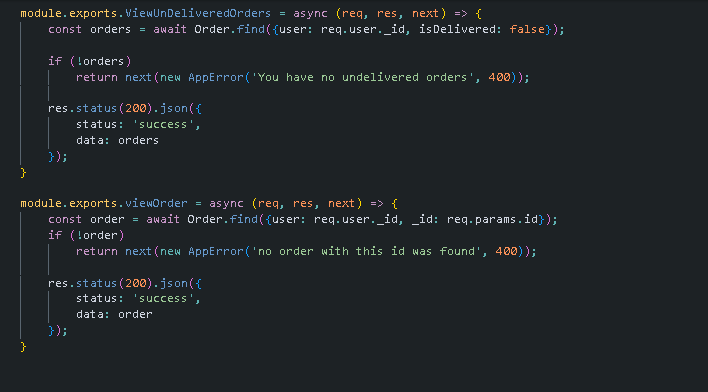 module.exports.ViewUnDeliveredOrders = async (req, res, next) => {
const orders = await Order.find({user: req.user._id, isDelivered: false});
if (!orders)
return next(new AppError('You have no undelivered orders', 400));
res.status(200).json({
status: 'success',
data: orders
});
}
module.exports.viewOrder = async (req, res, next) => {
const order = await Order.find({user: req.user._id, _id: req.params.id});
if (!order)
return next(new AppError('no order with this id was found', 400));
res.status(200).json({
status: 'success',
data: order
});
}